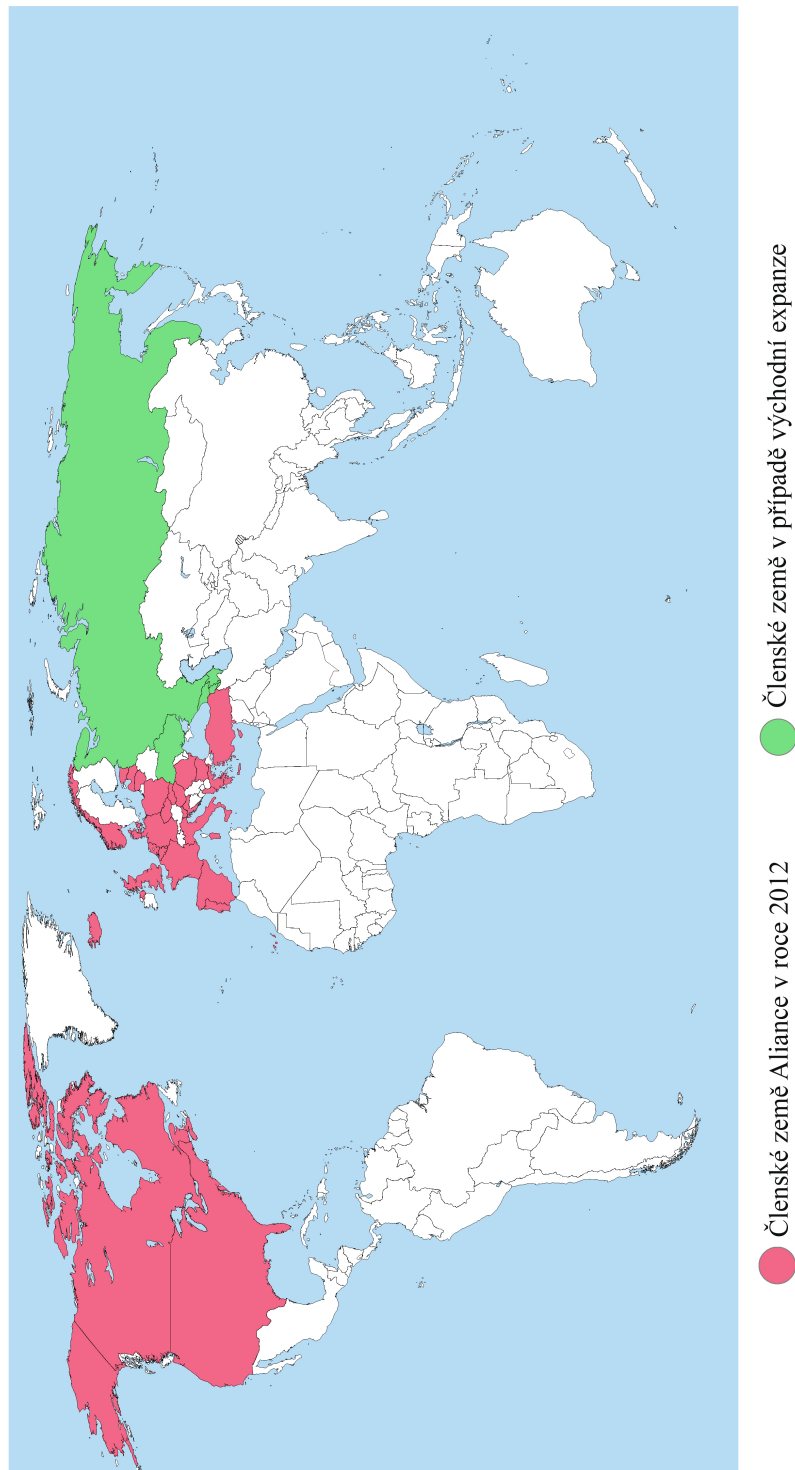 Členské země Aliance v roce 2012
Členské země v případě východní expanze